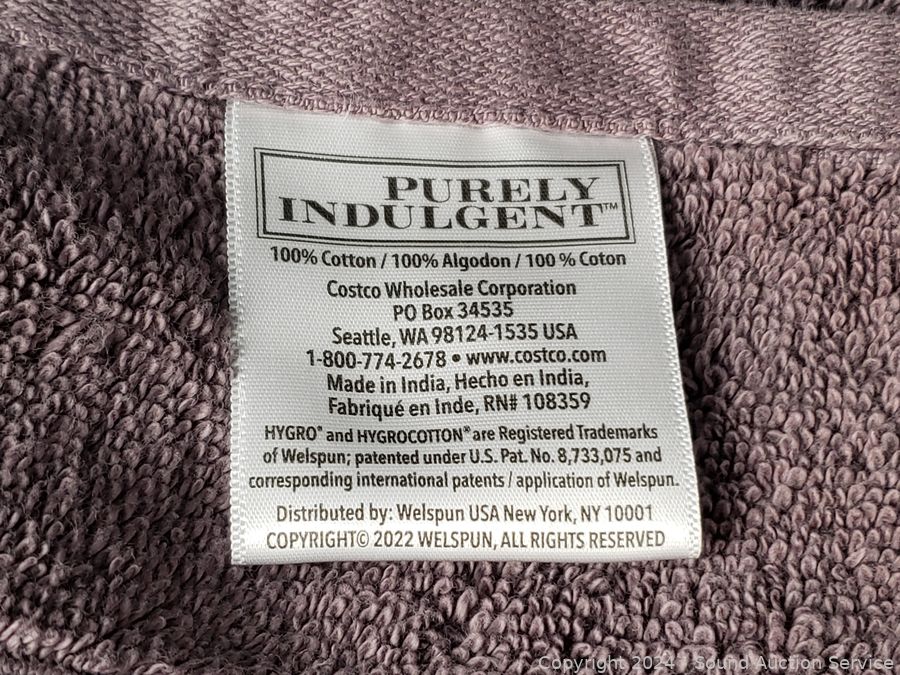 PURELY
INDULGENT™
100% Cotton / 100% Algodon / 100 % Coton
Costco Wholesale Corporation
PO Box 34535
Seattle, WA 98124-1535 USA
1-800-774-2678 • www.costco.com
Made in India, Hecho en India,
Fabriqué en Inde, RN# 108359
HYGRO® and HYGROCOTTON® are Registered Trademarks
of Welspun; patented under U.S. Pat. No. 8,733,075 and
corresponding international patents / application of Welspun.
Distributed by: Welspun USA New York, NY 10001
COPYRIGHT© 2022 WELSPUN, ALL RIGHTS RESERVED
Copyright 2024 - Sound Auction Service